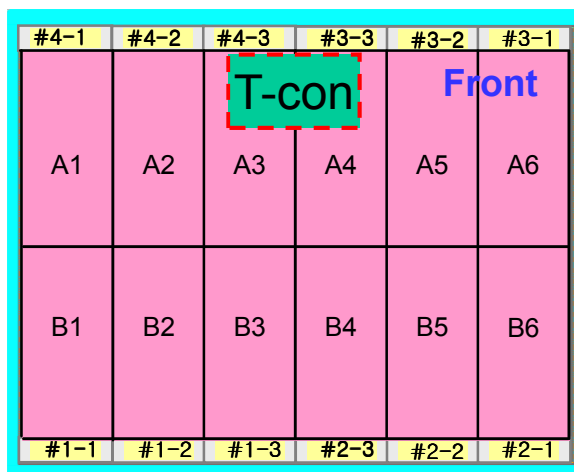 #4-1 #4-2 #4-3 #3-3 #3-2 #3-1
T-con Front
A1 A2 A3 A4 A5 A6
B1 B2 B3 B4 B5 B6
#1-1 #1-2 #1-3 #2-3 #2-2 #2-1